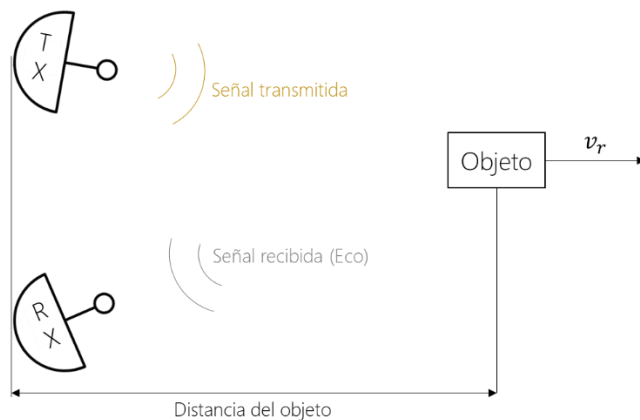 T
X
Señal transmitida
Objeto
v_r
Señal recibida (Eco)
R
X
Distancia del objeto